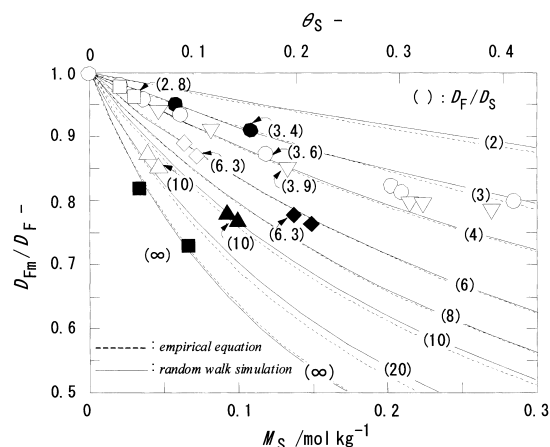 θS −
0 0.1 0.2 0.3 0.4
1.0
( ) : DF/DS
(2.8)
(2)
(3.4)
0.9
(3.6)
(6.3)
(3)
(10)
(3.9)
0.8
(4)
DFm/DF −
(10)
(6.3)
0.7
(∞)
(6)
(8)
0.6
(10)
: empirical equation
: random walk simulation
(∞)
(20)
0.5
0 0.1 0.2 0.3
MS /mol kg⁻¹